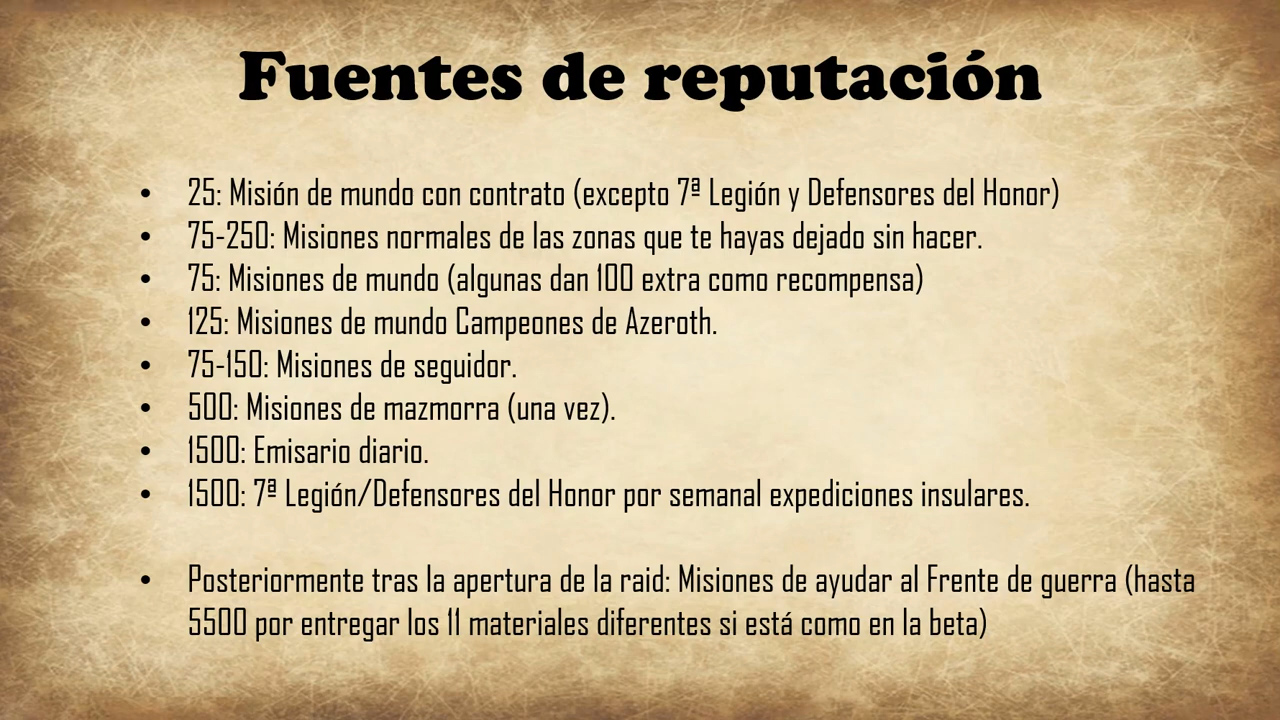 Fuentes de reputación
• 25: Misión de mundo con contrato (excepto 7ª Legión y Defensores del Honor)
• 75-250: Misiones normales de las zonas que te hayas dejado sin hacer.
• 75: Misiones de mundo (algunas dan 100 extra como recompensa)
• 125: Misiones de mundo Campeones de Azeroth.
• 75-150: Misiones de seguidor.
• 500: Misiones de mazmorra (una vez).
• 1500: Emisario diario.
• 1500: 7ª Legión/Defensores del Honor por semanal expediciones insulares.
• Posteriormente tras la apertura de la raid: Misiones de ayudar al Frente de guerra (hasta
5500 por entregar los 11 materiales diferentes si está como en la beta)